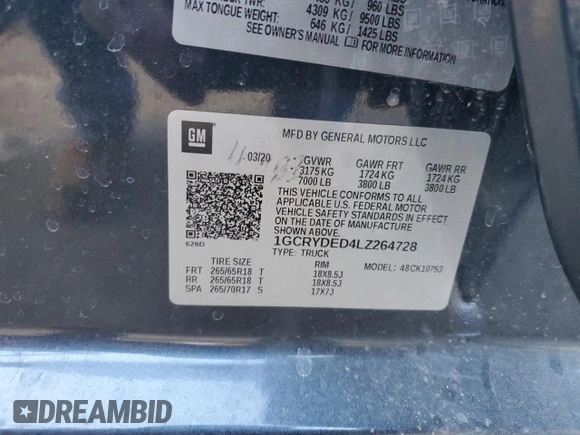 960 LBS
MAX TONGUE WEIGHT: 4309 KG/ 9500 LBS
646 KG/ 1425 LBS
SEE OWNER'S MANUAL FOR ADDITIONAL
GM
MFD BY GENERAL MOTORS LLC
03/20
GVWR GAWR FRT GAWR RR
3175 KG 1724 KG 1724 KG
7000 LB 3800 LB 3800 LB
THIS VEHICLE CONFORMS TO ALL
APPLICABLE U.S. FEDERAL MOTOR
VEHICLE SAFETY STANDARDS IN EFFECT
ON THE DATE OF MANUFACTURE
SHOWN ABOVE.
1GCRYDED4LZ264728
TYPE: TRUCK
626D
MODEL: 48CK10753
TIRE SIZE RIM
FRT 265/65R18 T 18X8.5J
RR 265/65R18 T 18X8.5J
SPA 265/70R17 S 17X7J
DREAMBID